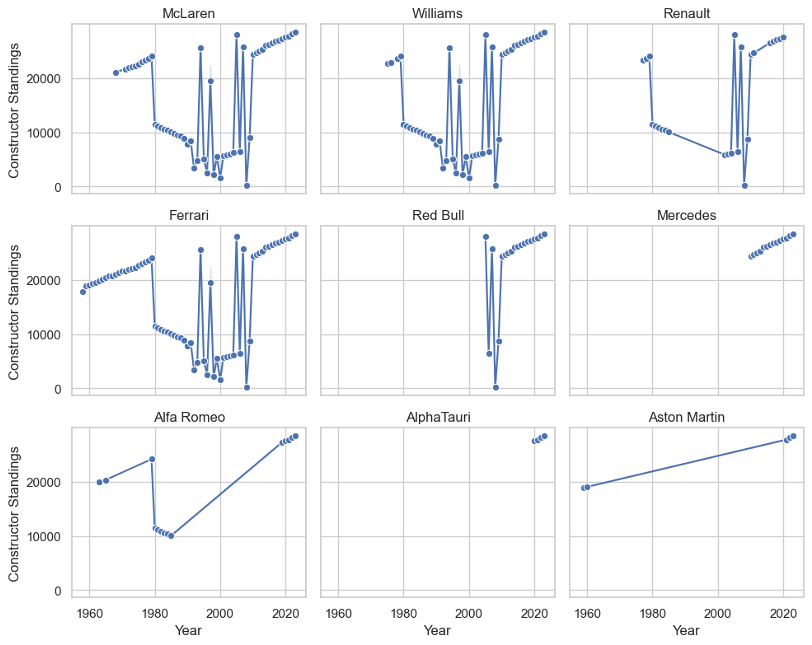 McLaren Williams Renault
Constructor Standings
20000
10000
0
Ferrari Red Bull Mercedes
Constructor Standings
20000
10000
0
Alfa Romeo AlphaTauri Aston Martin
Constructor Standings
20000
10000
0
1960 1980 2000 2020 1960 1980 2000 2020 1960 1980 2000 2020
Year Year Year